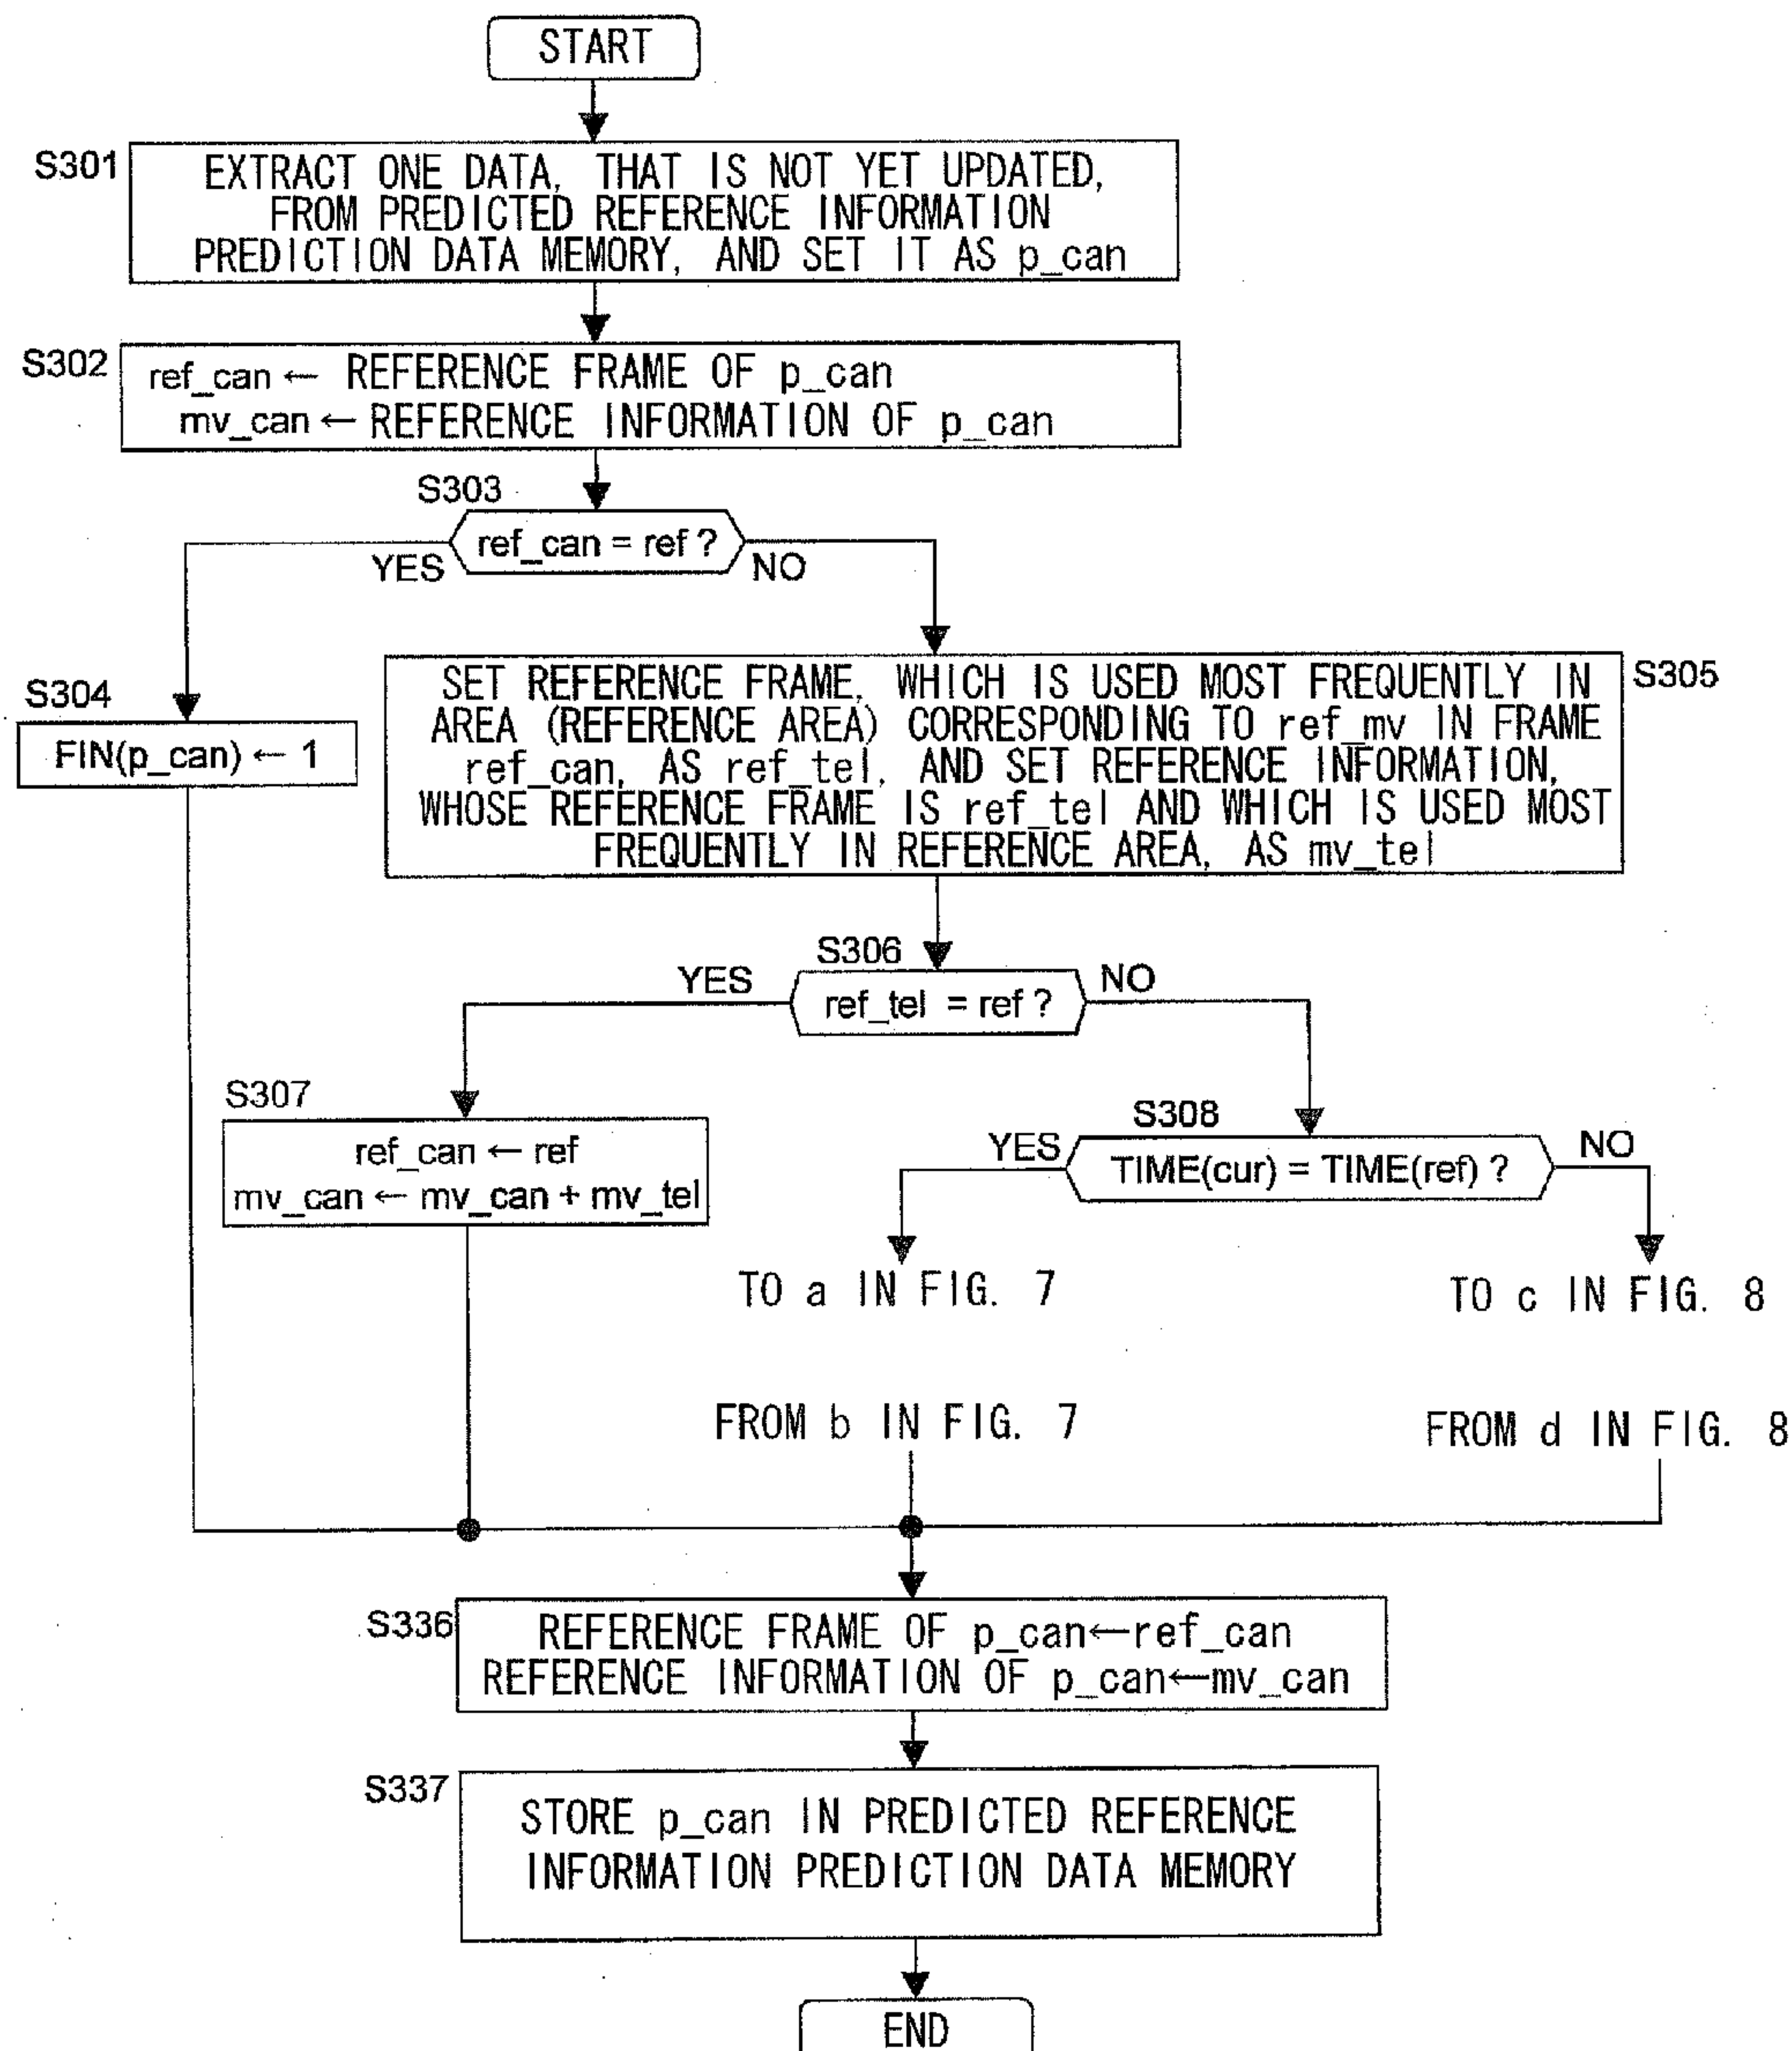 START
S301
EXTRACT ONE DATA, THAT IS NOT YET UPDATED,
FROM PREDICTED REFERENCE INFORMATION
PREDICTION DATA MEMORY, AND SET IT AS p_can
S302
ref_can ← REFERENCE FRAME OF p_can
mv_can ← REFERENCE INFORMATION OF p_can
S303
ref_can = ref ?
YES
NO
S304
FIN(p_can) ← 1
S305
SET REFERENCE FRAME, WHICH IS USED MOST FREQUENTLY IN
AREA (REFERENCE AREA) CORRESPONDING TO ref_mv IN FRAME
ref_can, AS ref_tel, AND SET REFERENCE INFORMATION,
WHOSE REFERENCE FRAME IS ref_tel AND WHICH IS USED MOST
FREQUENTLY IN REFERENCE AREA, AS mv_tel
S306
YES
ref_tel = ref ?
NO
S307
ref_can ← ref
mv_can ← mv_can + mv_tel
S308
YES
TIME(cur) = TIME(ref) ?
NO
TO a IN FIG. 7
TO c IN FIG. 8
FROM b IN FIG. 7
FROM d IN FIG. 8
S336
REFERENCE FRAME OF p_can←ref_can
REFERENCE INFORMATION OF p_can←mv_can
S337
STORE p_can IN PREDICTED REFERENCE
INFORMATION PREDICTION DATA MEMORY
END